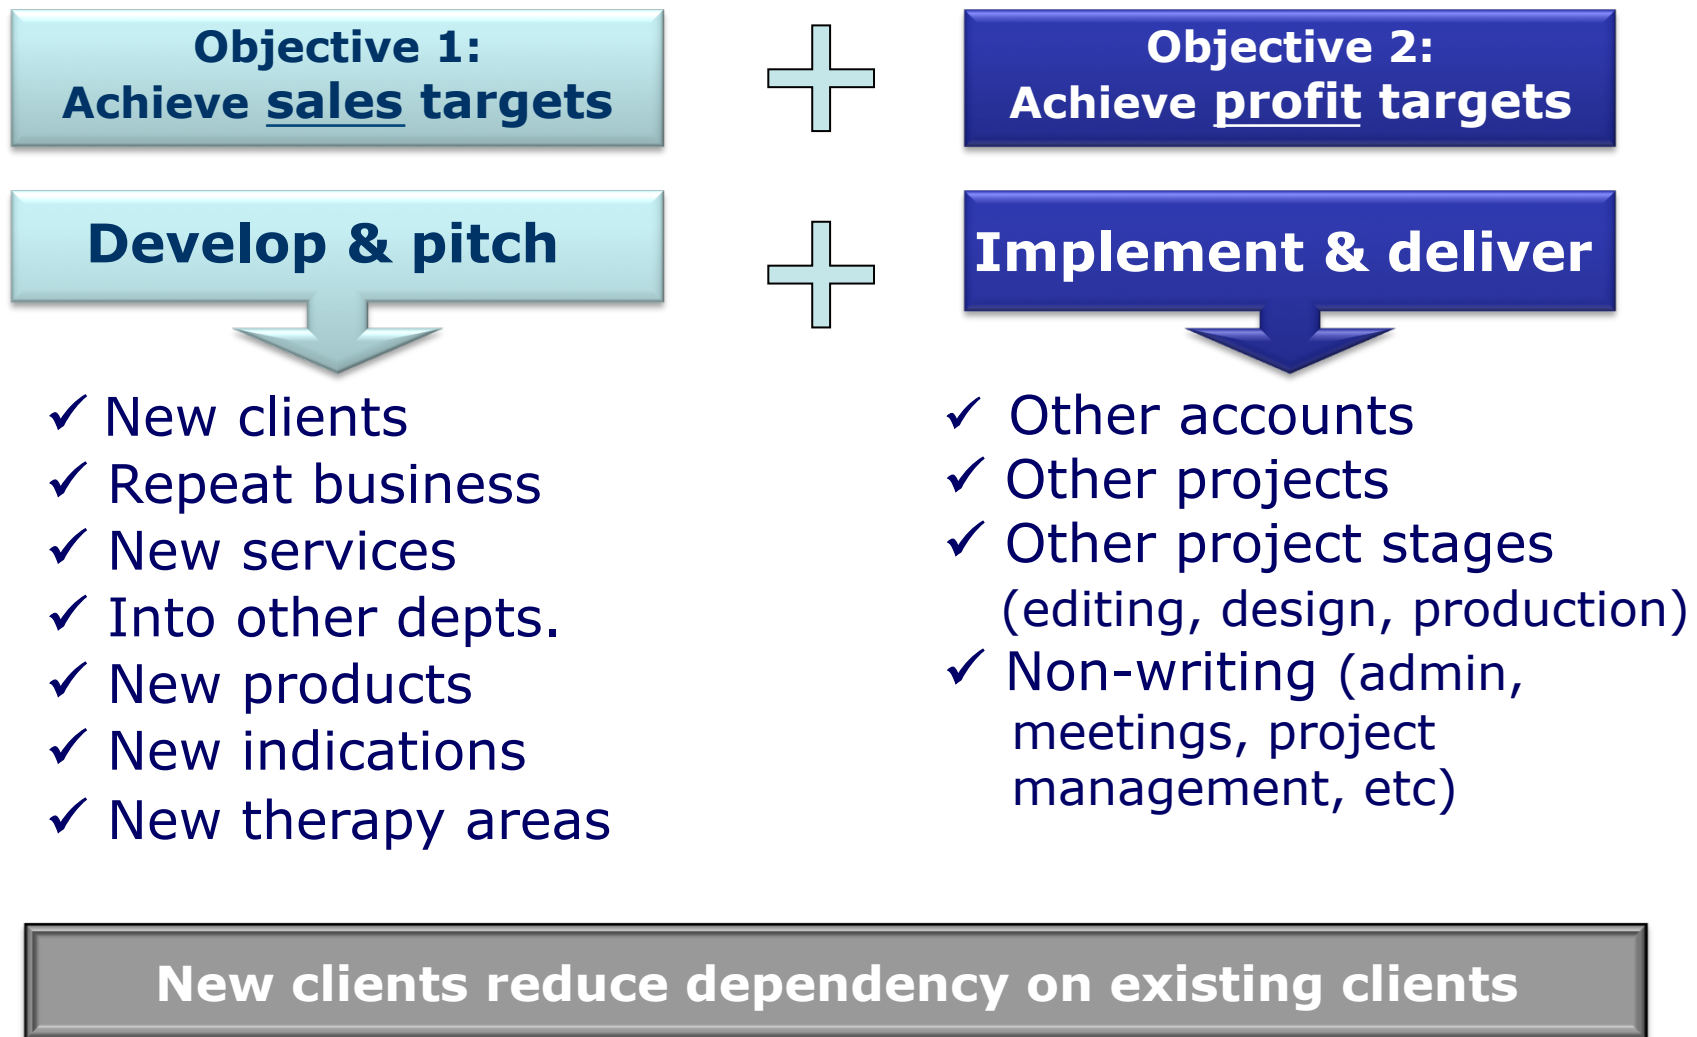 Objective 1:
Achieve sales targets
Objective 2:
Achieve profit targets
Develop & pitch
Implement & deliver
✓ New clients
✓ Repeat business
✓ New services
✓ Into other depts.
✓ New products
✓ New indications
✓ New therapy areas
✓ Other accounts
✓ Other projects
✓ Other project stages
(editing, design, production)
✓ Non-writing (admin,
meetings, project
management, etc)
New clients reduce dependency on existing clients